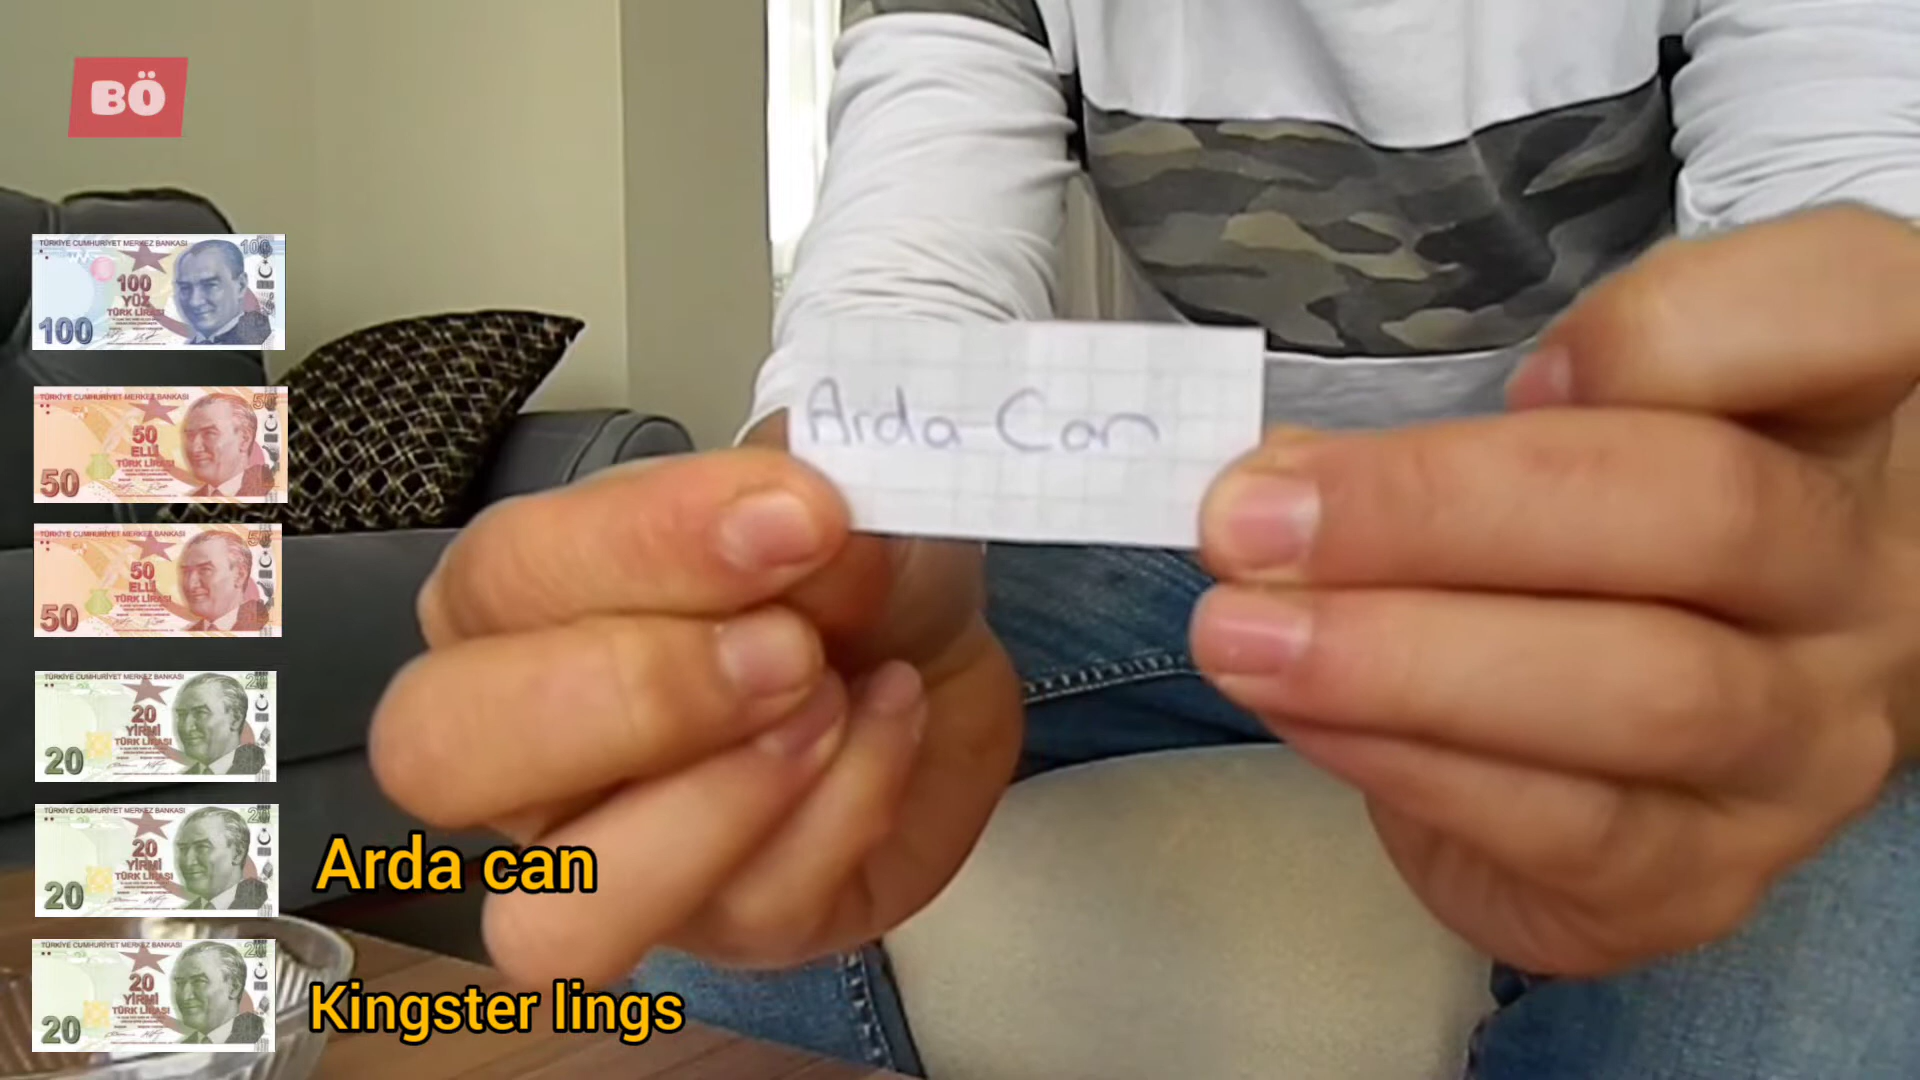 BÖ
TÜRKİYE CUMHURİYET MERKEZ BANKASI
100
100
YÜZ
TÜRK LİRASI
100
TÜRKİYE CUMHURİYET MERKEZ BANKASI
50
50
ELLİ
TÜRK LİRASI
50
TÜRKİYE CUMHURİYET MERKEZ BANKASI
50
50
ELLİ
TÜRK LİRASI
50
TÜRKİYE CUMHURİYET MERKEZ BANKASI
20
20
YİRMİ
TÜRK LİRASI
20
TÜRKİYE CUMHURİYET MERKEZ BANKASI
20
20
YİRMİ
TÜRK LİRASI
20
TÜRKİYE CUMHURİYET MERKEZ BANKASI
20
20
YİRMİ
TÜRK LİRASI
20
Arda-Can
Arda can
Kingster lings